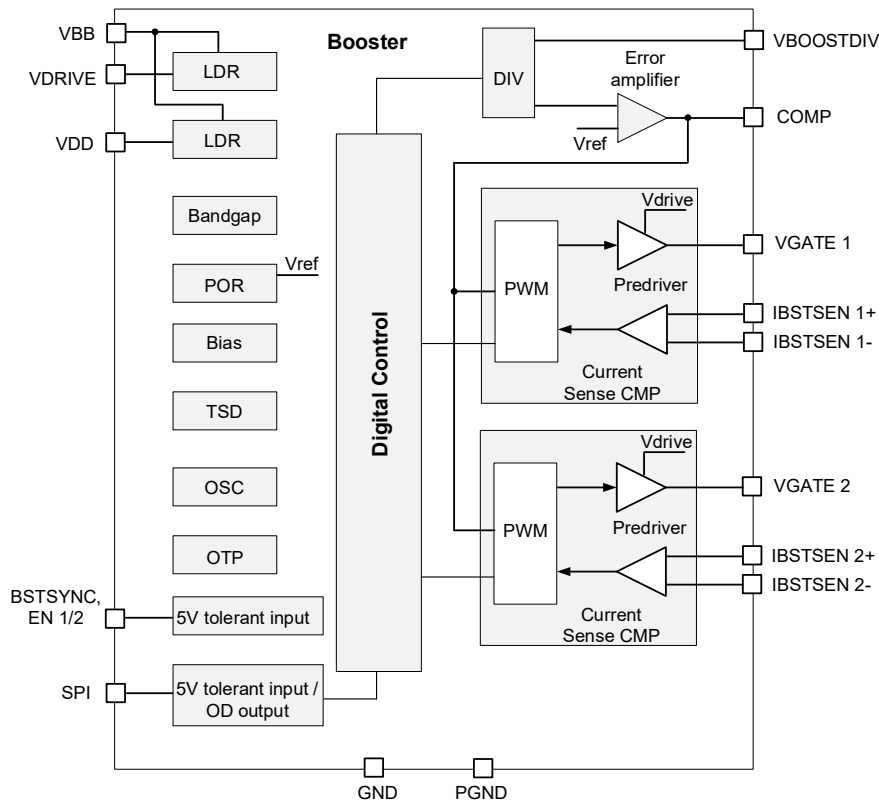 Booster
VBB
VDRIVE
VDD
LDR
LDR
Bandgap
POR
Vref
Bias
TSD
OSC
OTP
BSTSYNC,
EN 1/2
5V tolerant input
SPI
5V tolerant input /
OD output
Digital Control
DIV
Error
amplifier
Vref
VBOOSTDIV
COMP
Vdrive
PWM
Predriver
Current
Sense CMP
VGATE 1
IBSTSEN 1+
IBSTSEN 1-
Vdrive
PWM
Predriver
Current
Sense CMP
VGATE 2
IBSTSEN 2+
IBSTSEN 2-
GND
PGND